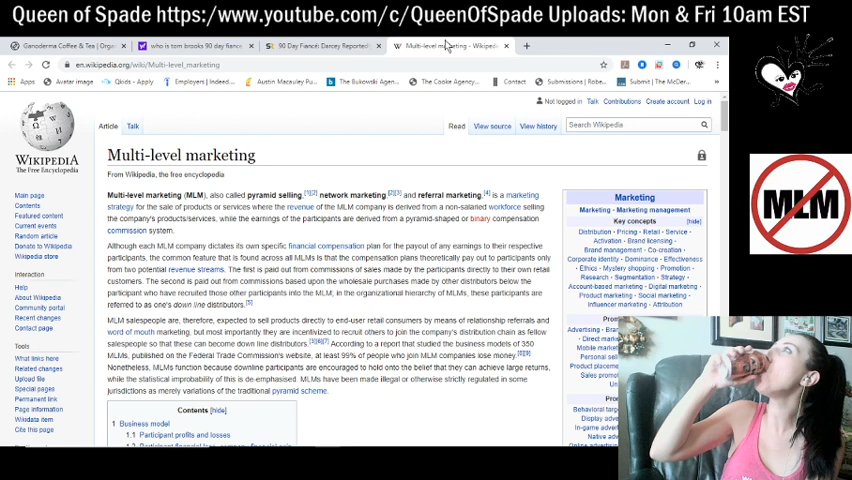 Queen of Spade https:/www.youtube.com/c/QueenOfSpade Uploads: Mon & Fri 10am EST
Ganoderma Coffee & Tea | Organ
who is tom brooks 90 day fianc
90 Day Fiancé: Darcey Reportedl
Multi-level marketing - Wikiped
en.wikipedia.org/wiki/Multi-level_marketing
Apps
Avatar image
Qkids - Apply
Employers | Indeed...
Austin Macauley Pu...
The Bukowski Agen...
The Cooke Agency...
Contact
Submissions | Robe...
Submit | The McDer...
Not logged in Talk Contributions Create account Log in
Article Talk
Read View source View history
Search Wikipedia
WIKIPEDIA
The Free Encyclopedia
Main page
Contents
Featured content
Current events
Random article
Donate to Wikipedia
Wikipedia store
Interaction
Help
About Wikipedia
Community portal
Recent changes
Contact page
Tools
What links here
Related changes
Upload file
Special pages
Permanent link
Page information
Wikidata item
Cite this page
Multi-level marketing
From Wikipedia, the free encyclopedia
Multi-level marketing (MLM), also called pyramid selling,[1][2] network marketing,[2][3] and referral marketing,[4] is a marketing
strategy for the sale of products or services where the revenue of the MLM company is derived from a non-salaried workforce selling
the company's products/services, while the earnings of the participants are derived from a pyramid-shaped or binary compensation
commission system.
Although each MLM company dictates its own specific financial compensation plan for the payout of any earnings to their respective
participants, the common feature that is found across all MLMs is that the compensation plans theoretically pay out to participants only
from two potential revenue streams. The first is paid out from commissions of sales made by the participants directly to their own retail
customers. The second is paid out from commissions based upon the wholesale purchases made by other distributors below the
participant who have recruited those other participants into the MLM; in the organizational hierarchy of MLMs, these participants are
referred to as one's down line distributors.[5]
MLM salespeople are, therefore, expected to sell products directly to end-user retail consumers by means of relationship referrals and
word of mouth marketing, but most importantly they are incentivized to recruit others to join the company's distribution chain as fellow
salespeople so that these can become down line distributors.[3][6][7] According to a report that studied the business models of 350
MLMs, published on the Federal Trade Commission's website, at least 99% of people who join MLM companies lose money.[8][9]
Nonetheless, MLMs function because downline participants are encouraged to hold onto the belief that they can achieve large returns,
while the statistical improbability of this is de-emphasised. MLMs have been made illegal or otherwise strictly regulated in some
jurisdictions as merely variations of the traditional pyramid scheme.
Contents [hide]
1 Business model
1.1 Participant profits and losses
Marketing
Marketing · Marketing management
Key concepts [hide]
Distribution · Pricing · Retail · Service ·
Activation · Brand licensing ·
Brand management · Co-creation ·
Corporate identity · Dominance · Effectiveness
· Ethics · Mystery shopping · Promotion ·
Research · Segmentation · Strategy ·
Account-based marketing · Digital marketing ·
Product marketing · Social marketing ·
Influencer marketing · Attribution
MLM